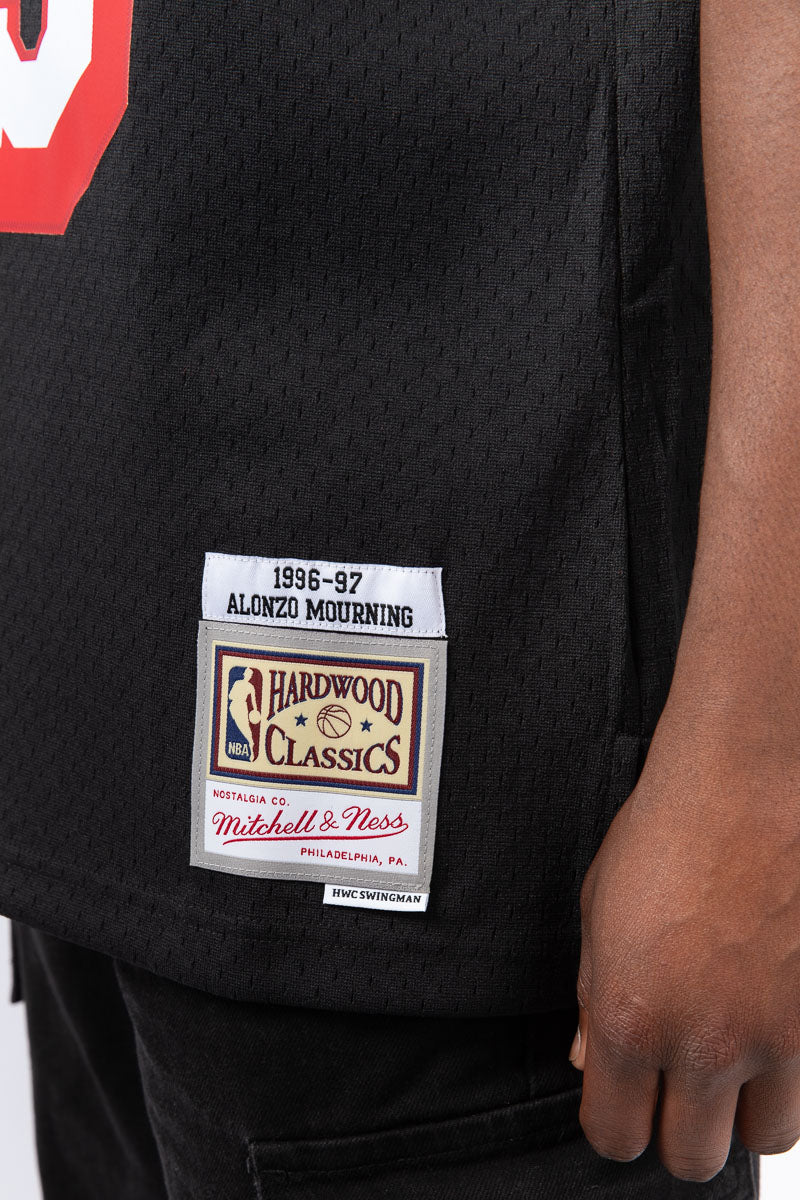 1996-97
ALONZO MOURNING
HARDWOOD
CLASSICS
NBA
NOSTALGIA CO.
Mitchell & Ness
PHILADELPHIA, PA.
HWC SWINGMAN